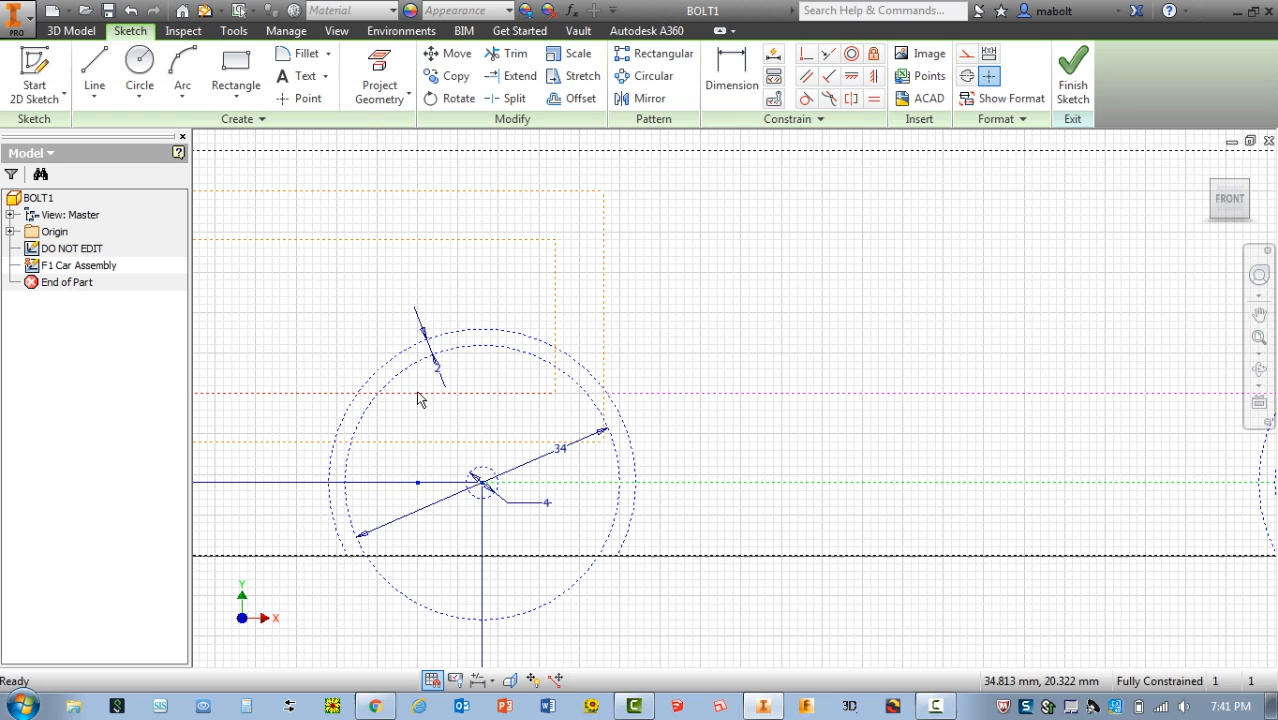 Material
Appearance
BOLT1
Search Help & Commands...
mabolt
PRO
3D Model
Sketch
Inspect
Tools
Manage
View
Environments
BIM
Get Started
Vault
Autodesk A360
Start
2D Sketch
Line
Circle
Arc
Rectangle
Fillet
Text
Point
Project
Geometry
Move
Copy
Rotate
Trim
Extend
Split
Scale
Stretch
Offset
Rectangular
Circular
Mirror
Dimension
Image
Points
ACAD
Show Format
Finish
Sketch
Sketch
Create
Modify
Pattern
Constrain
Insert
Format
Exit
Model
BOLT1
View: Master
Origin
DO NOT EDIT
F1 Car Assembly
End of Part
FRONT
2
34
4
Y
X
Ready
34.813 mm, 20.322 mm
Fully Constrained
1
1
7:41 PM